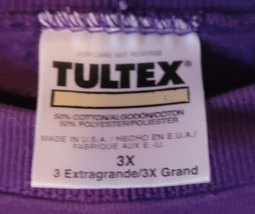 FOR CARE SEE REVERSE
TULTEX®
50% COTTON/ALGODÓN/COTON
50% POLYESTER/POLIESTER
MADE IN U.S.A. / HECHO EN E.U.A./
FABRIQUE AUX E.-U.
3X
3 Extragrande/3X Grand